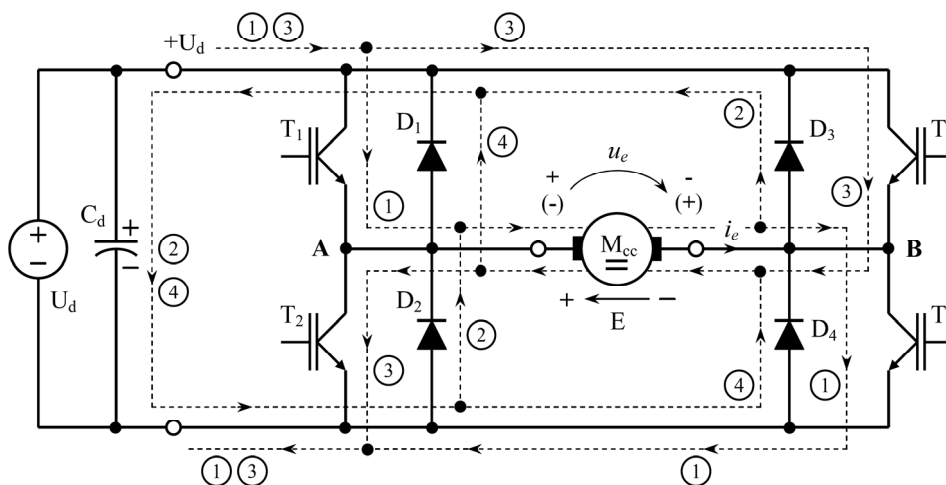 ① ③
③
+U_d
T₁
D₁
④
②
D₃
T
u_e
+
(-)
-
(+)
①
③
+
−
C_d
②
④
+
−
U_d
A
M_cc
=
i_e
B
+
−
E
T₂
D₂
②
③
D₄
T
④
①
① ③
①